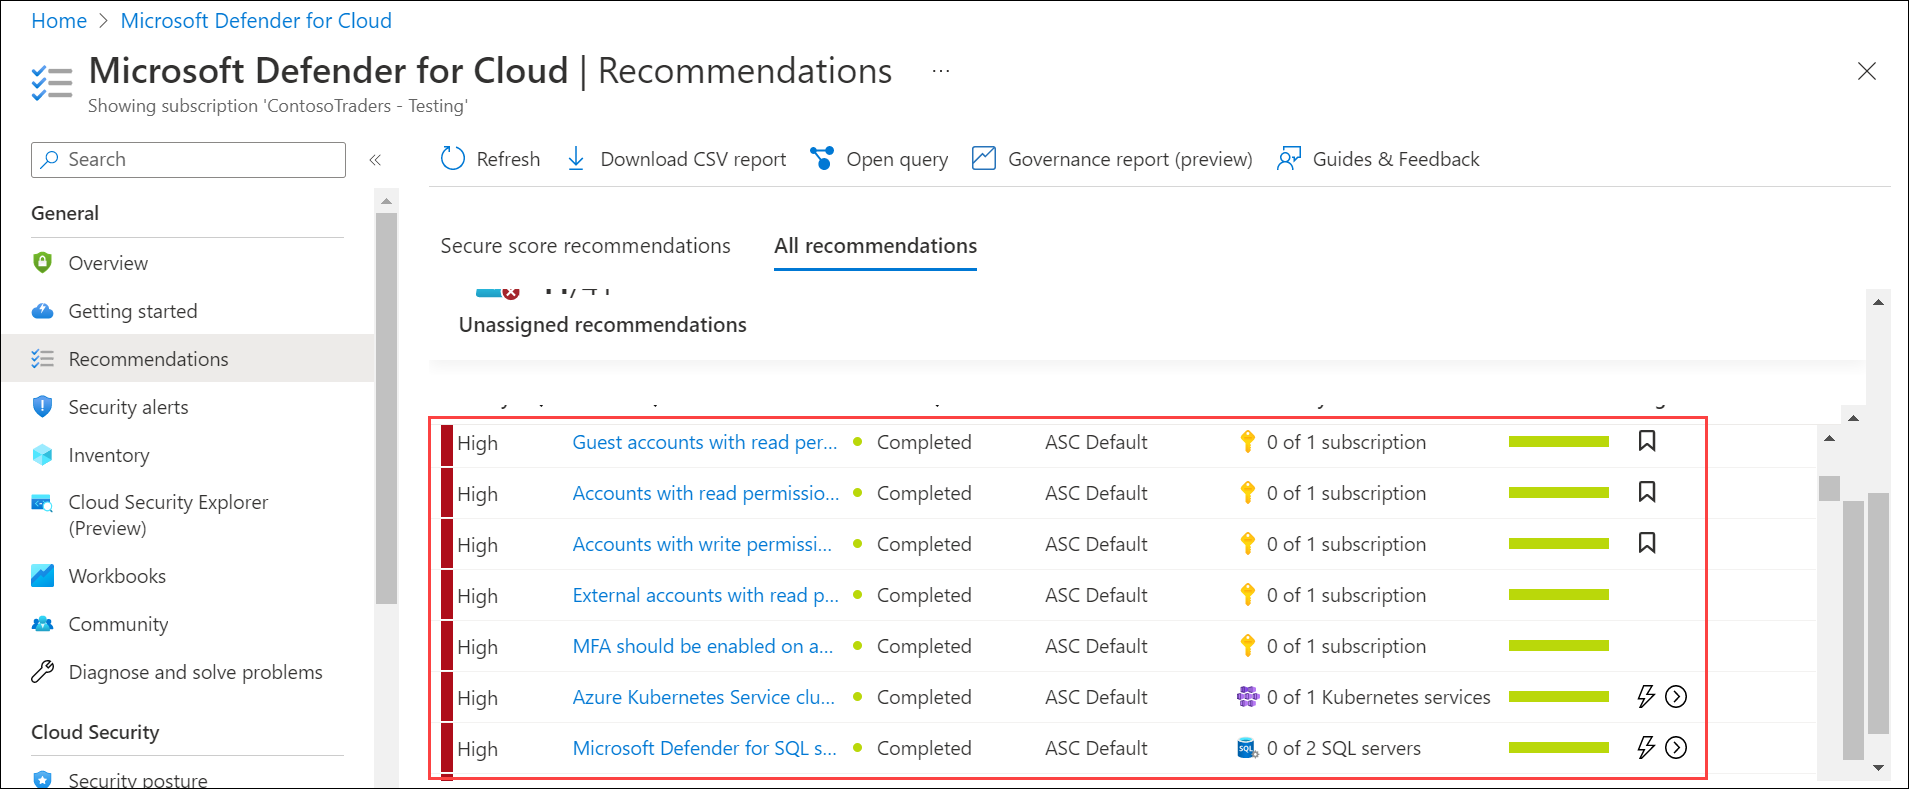 Home > Microsoft Defender for Cloud
Microsoft Defender for Cloud | Recommendations ...
Showing subscription 'ContosoTraders - Testing'
Search
«
General
Overview
Getting started
Recommendations
Security alerts
Inventory
Cloud Security Explorer
(Preview)
Workbooks
Community
Diagnose and solve problems
Cloud Security
Security posture
Refresh Download CSV report Open query Governance report (preview) Guides & Feedback
Secure score recommendations All recommendations
Unassigned recommendations
High Guest accounts with read per... Completed ASC Default 0 of 1 subscription
High Accounts with read permissio... Completed ASC Default 0 of 1 subscription
High Accounts with write permissi... Completed ASC Default 0 of 1 subscription
High External accounts with read p... Completed ASC Default 0 of 1 subscription
High MFA should be enabled on a... Completed ASC Default 0 of 1 subscription
High Azure Kubernetes Service clu... Completed ASC Default 0 of 1 Kubernetes services
High Microsoft Defender for SQL s... Completed ASC Default SQL 0 of 2 SQL servers